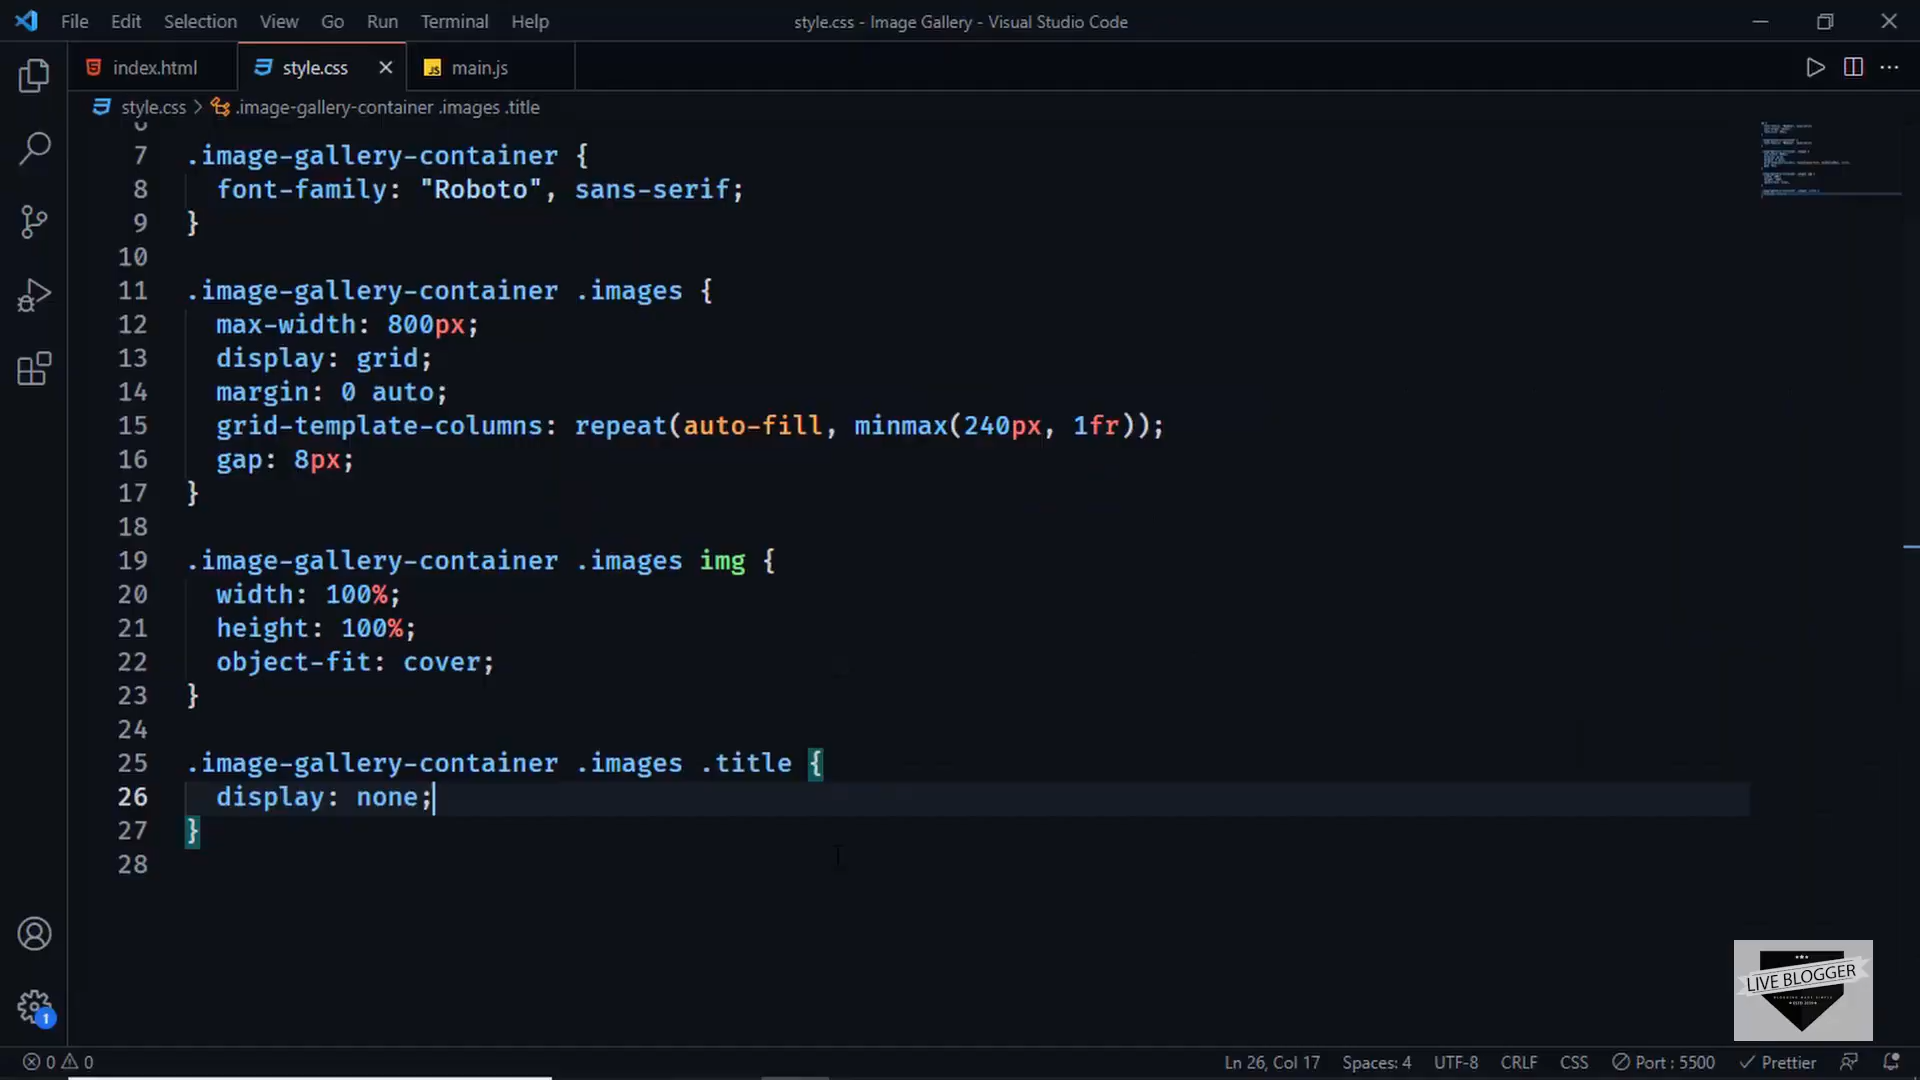 File Edit Selection View Go Run Terminal Help
style.css - Image Gallery - Visual Studio Code
index.html
style.css
main.js
style.css > .image-gallery-container .images .title
7 .image-gallery-container {
8 font-family: "Roboto", sans-serif;
9 }
10
11 .image-gallery-container .images {
12 max-width: 800px;
13 display: grid;
14 margin: 0 auto;
15 grid-template-columns: repeat(auto-fill, minmax(240px, 1fr));
16 gap: 8px;
17 }
18
19 .image-gallery-container .images img {
20 width: 100%;
21 height: 100%;
22 object-fit: cover;
23 }
24
25 .image-gallery-container .images .title {
26 display: none;
27 }
28
1
LIVE BLOGGER
0 0
Ln 26, Col 17 Spaces: 4 UTF-8 CRLF CSS Port : 5500 Prettier